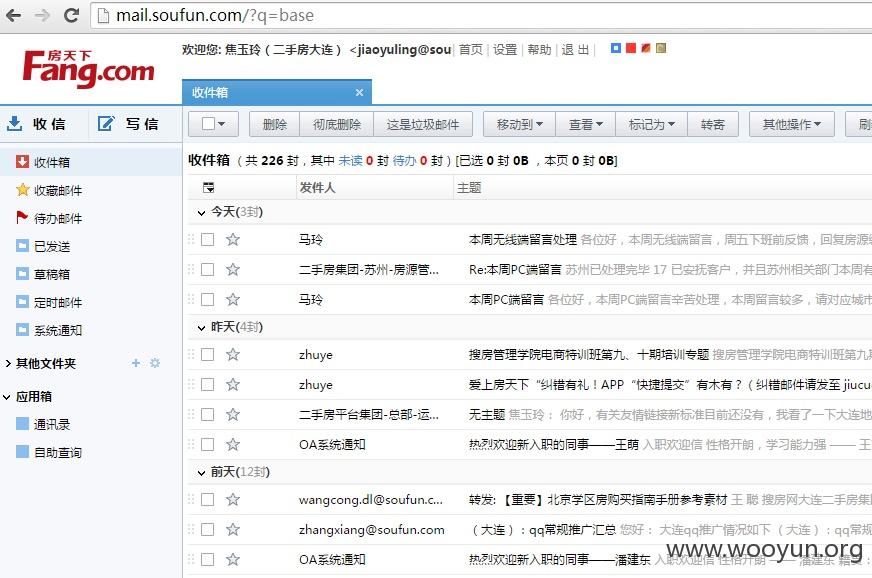 mail.soufun.com/?q=base
房天下
Fang.com
欢迎您: 焦玉玲（二手房大连） <jiaoyuling@sou | 首页 | 设置 | 帮助 | 退 出 |
收件箱 ×
收 信 写 信
删除 彻底删除 这是垃圾邮件 移动到 查看 标记为 转寄 其他操作 刷
收件箱 （共 226 封，其中 未读 0 封 待办 0 封）[已选 0 封 0B ，本页 0 封 0B]
发件人 主题
收件箱
收藏邮件
待办邮件
已发送
草稿箱
定时邮件
系统通知
其他文件夹
应用箱
通讯录
自助查询
今天(3封)
马玲 本周无线端留言处理 各位好，本周无线端留言，周五下班前反馈，回复房源
二手房集团-苏州-房源管... Re:本周PC端留言 苏州已处理完毕 17 已安抚客户，并且苏州相关部门本周有
马玲 本周PC端留言 各位好，本周PC端留言辛苦处理，本周留言较多，请对应城市
昨天(4封)
zhuye 搜房管理学院电商特训班第九、十期培训专题 搜房管理学院电商特训班第九
zhuye 爱上房天下“纠错有礼！APP“快捷提交”有木有？（ 纠错邮件请发至 jiucu
二手房平台集团-总部-运... 无主题 焦玉玲： 你好，有关友情链接新标准目前还没有，我看了一下大连地
OA系统通知 热烈欢迎新入职的同事——王萌 入职欢迎信 性格开朗，学习能力强 —— 王
前天(12封)
wangcong.dl@soufun.c... 转发: 【重要】北京学区房购买指南手册参考素材 王 聪 搜房网大连二手房集
zhangxiang@soufun.com （大连）：qq常规推广汇总 您好： 大连qq推广情况如下（大连）：qq常规
OA系统通知 热烈欢迎新入职的同事——潘建东 入职欢迎信
www.wooyun.org